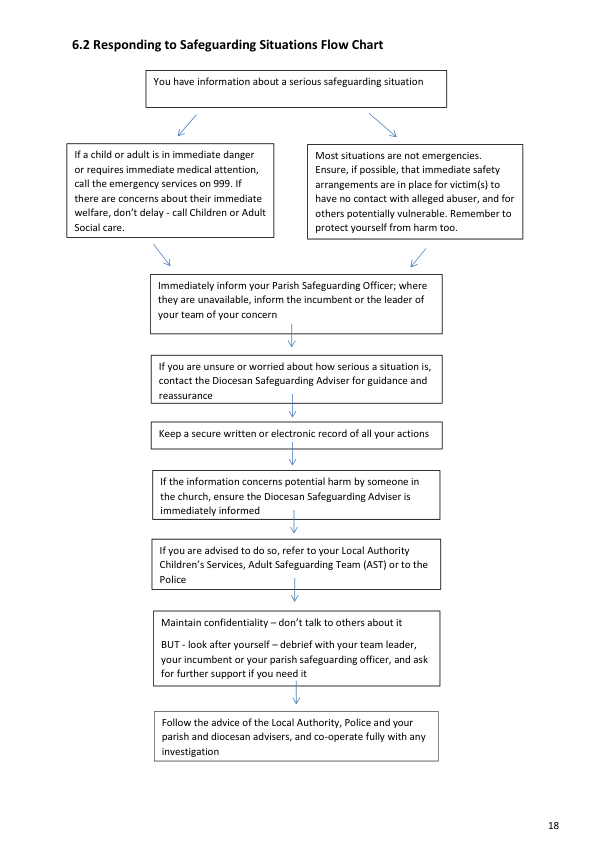 6.2 Responding to Safeguarding Situations Flow Chart
You have information about a serious safeguarding situation
If a child or adult is in immediate danger
or requires immediate medical attention,
call the emergency services on 999. If
there are concerns about their immediate
welfare, don’t delay - call Children or Adult
Social care.
Most situations are not emergencies.
Ensure, if possible, that immediate safety
arrangements are in place for victim(s) to
have no contact with alleged abuser, and for
others potentially vulnerable. Remember to
protect yourself from harm too.
Immediately inform your Parish Safeguarding Officer; where
they are unavailable, inform the incumbent or the leader of
your team of your concern
If you are unsure or worried about how serious a situation is,
contact the Diocesan Safeguarding Adviser for guidance and
reassurance
Keep a secure written or electronic record of all your actions
If the information concerns potential harm by someone in
the church, ensure the Diocesan Safeguarding Adviser is
immediately informed
If you are advised to do so, refer to your Local Authority
Children’s Services, Adult Safeguarding Team (AST) or to the
Police
Maintain confidentiality – don’t talk to others about it
BUT - look after yourself – debrief with your team leader,
your incumbent or your parish safeguarding officer, and ask
for further support if you need it
Follow the advice of the Local Authority, Police and your
parish and diocesan advisers, and co-operate fully with any
investigation
18